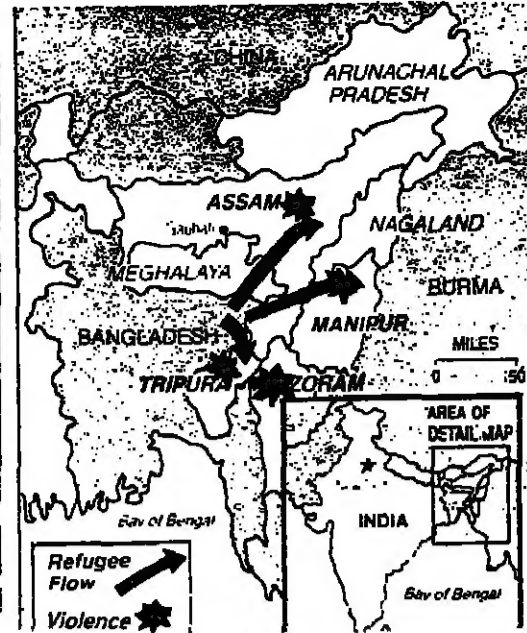 CHINA
ARUNACHAL
PRADESH
ASSAM
NAGALAND
MEGHALAYA
BURMA
BANGLADESH
MANIPUR
MILES
0 50
TRIPURA
ZORAM
AREA OF
DETAIL MAP
INDIA
Bay of Bengal
Bay of Bengal
Refugee
Flow
Violence